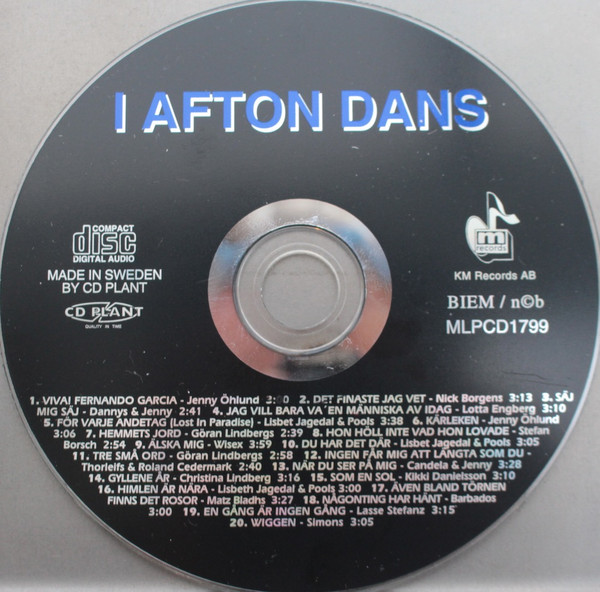 I AFTON DANS
COMPACT
disc
DIGITAL AUDIO
MADE IN SWEDEN
BY CD PLANT
CD PLANT
QUALITY IN TIME
m
records
KM Records AB
BIEM / n©b
MLPCD1799
1. VIVA! FERNANDO GARCIA - Jenny Öhlund 2. DET FINASTE JAG VET - Nick Borgens 3:13 3. SÄJ
MIG SÄJ - Dannys & Jenny 2:41 4. JAG VILL BARA VA´EN MÄNNISKA AV IDAG - Lotta Engberg 3:10
5. FÖR VARJE ANDETAG (Lost in Paradise) - Lisbet Jagedal & Pools 3:38 6. KÄRLEKEN - Jenny Öhlund
3:06 7. HEMMETS JORD - Göran Lindbergs 2:39 8. HON HÖLL INTE VAD HON LOVADE - Stefan
Borsch 2:54 9. ÄLSKA MIG - Wisex 3:59 10. DU HAR DET DÄR - Lisbet Jagedal & Pools 3:05
11. TRE SMÅ ORD - Göran Lindbergs 2:58 12. INGEN FÅR MIG ATT LÄNGTA SOM DU -
Thorleifs & Roland Cedermark 2:40 13. NÄR DU SER PÅ MIG - Candela & Jenny 3:28
14. GYLLENE ÅR - Christina Lindberg 3:16 15. SOM EN SOL - Kikki Danielsson 3:10
16. HIMLEN ÄR NÄRA - Lisbeth Jagedal & Pools 3:00 17. ÄVEN BLAND TÖRNEN
FINNS DET ROSOR - Matz Bladhs 3:27 18. NÅGONTING HAR HÄNT - Barbados
3:00 19. EN GÅNG ÄR INGEN GÅNG - Lasse Stefanz 3:15
20. WIGGEN - Simons 3:05